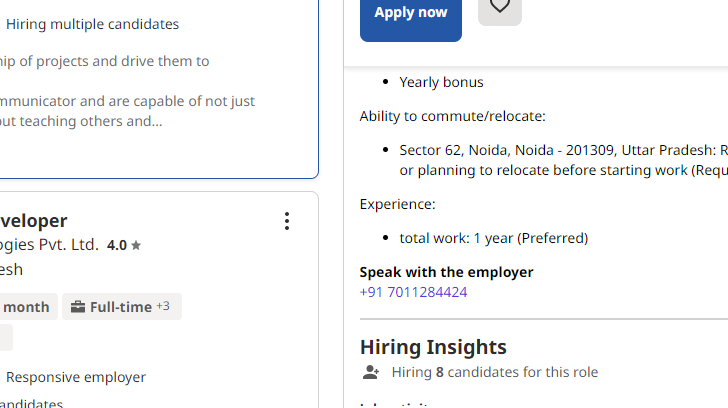 Hiring multiple candidates
hip of projects and drive them to
mmunicator and are capable of not just
out teaching others and...
veloper
ogies Pvt. Ltd. 4.0 ★
esh
month Full-time +3
Responsive employer
andidates
Apply now
• Yearly bonus
Ability to commute/relocate:
• Sector 62, Noida, Noida - 201309, Uttar Pradesh: R
or planning to relocate before starting work (Requ
Experience:
• total work: 1 year (Preferred)
Speak with the employer
+91 7011284424
Hiring Insights
Hiring 8 candidates for this role